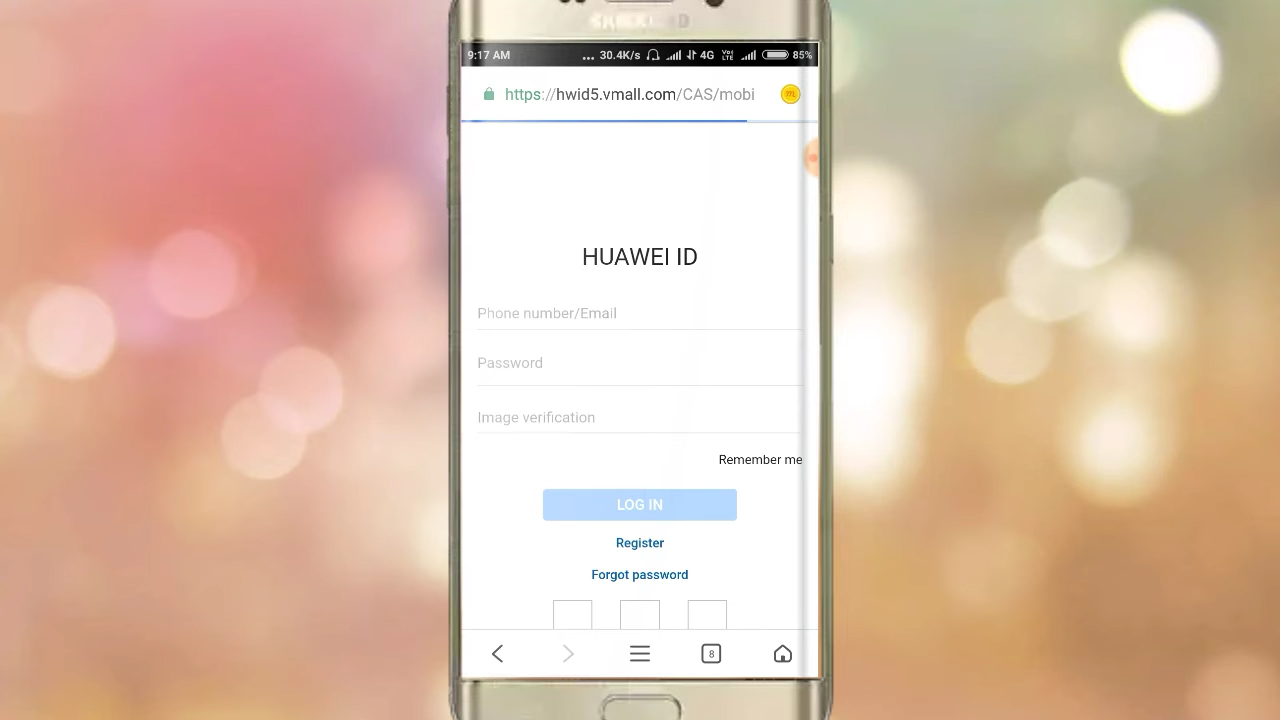 9:17 AM ... 30.4K/s 4G VoLTE 85%
https://hwid5.vmall.com/CAS/mobi
HUAWEI ID
Phone number/Email
Password
Image verification
Remember me
LOG IN
Register
Forgot password
8